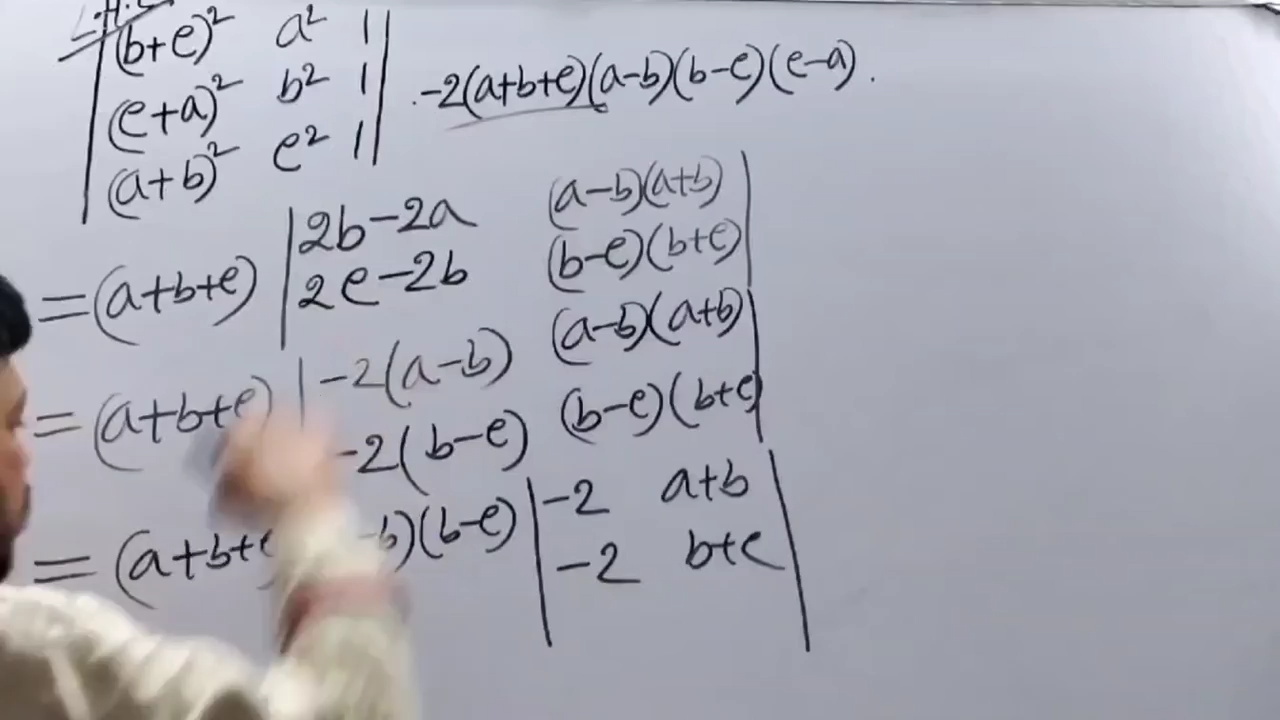 L.H.S
| (b+c)² a² 1 |
| (c+a)² b² 1 | -2(a+b+c)(a-b)(b-c)(c-a).
| (a+b)² c² 1 |
= (a+b+c) | 2b-2a (a-b)(a+b) |
| 2c-2b (b-c)(b+c) |
= (a+b+c) | -2(a-b) (a-b)(a+b) |
-2(b-c) (b-c)(b+c) |
= (a+b+c -b)(b-c) | -2 a+b |
| -2 b+c |